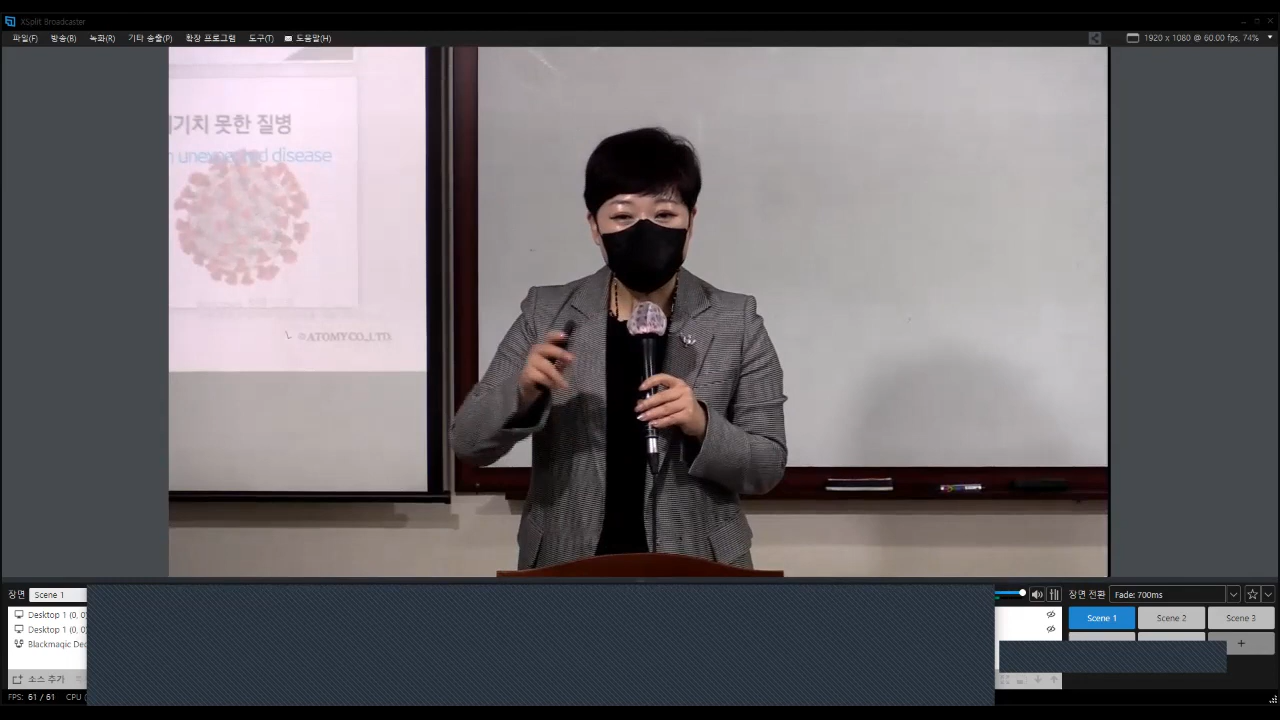 XSplit Broadcaster
파일(F) 방송(B) 녹화(R) 기타 송출(P) 확장 프로그램 도구(T) 도움말(H)
1920 x 1080 @ 60.00 fps, 74%
치 못한 질병
disease
© ATOMY CO., LTD.
장면 Scene 1
장면 전환 Fade: 700ms
Desktop 1 (0, 0)
Desktop 1 (0, 0)
Blackmagic
Scene 1 Scene 2 Scene 3
+
소스 추가
FPS: 61 / 61 CPU